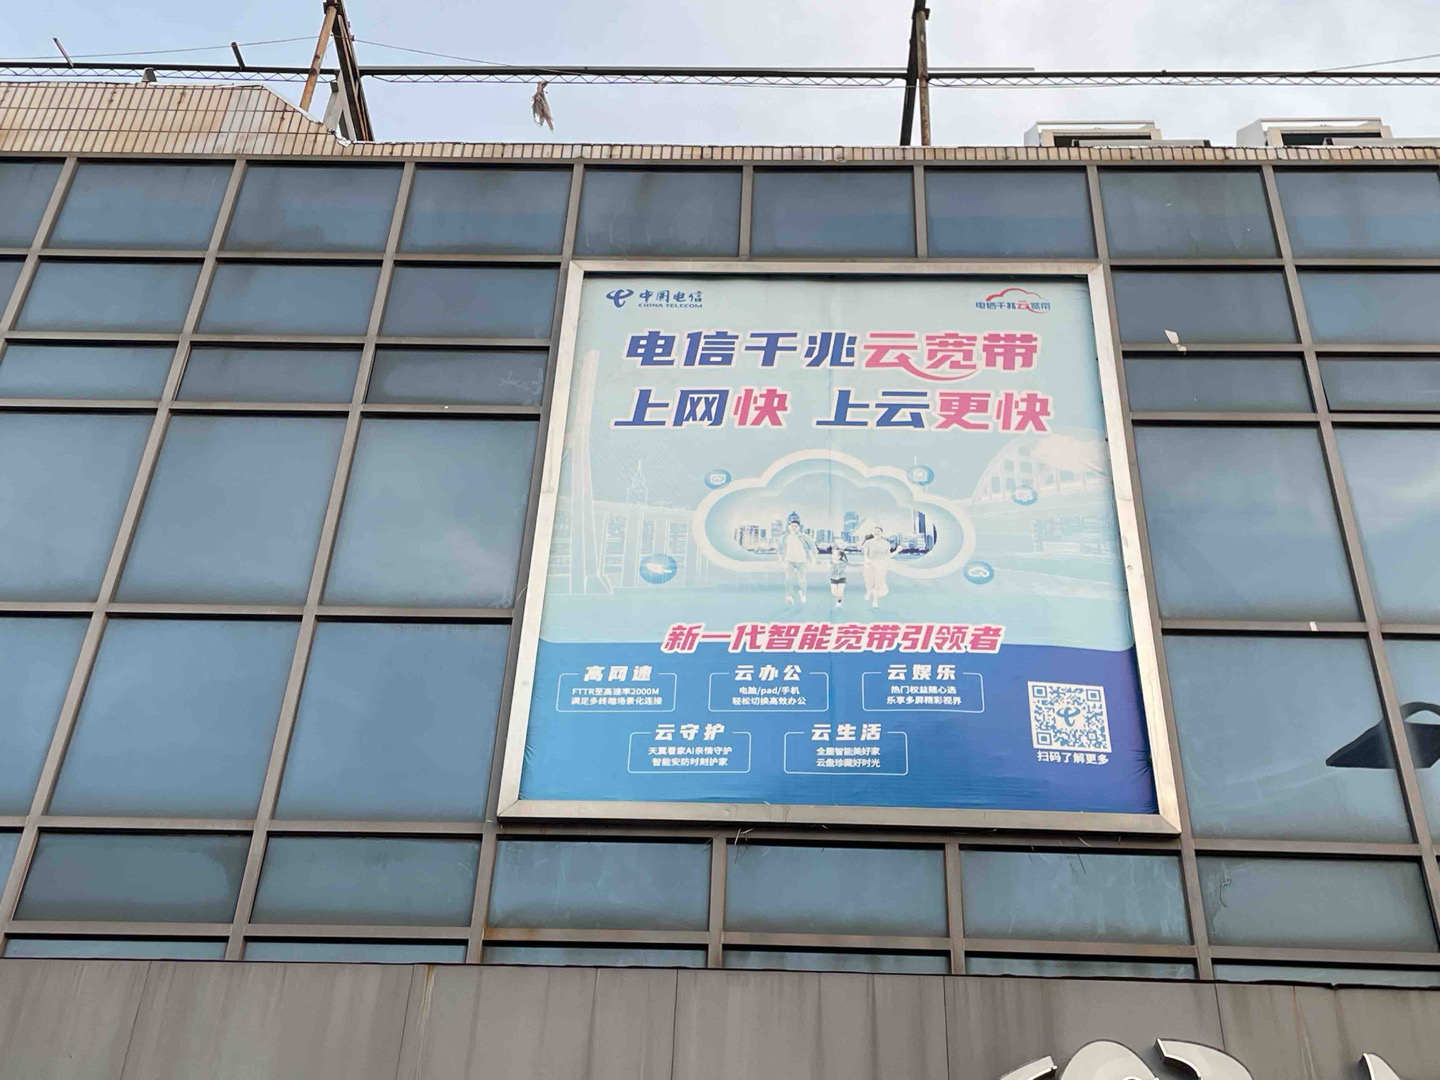 中国电信
CHINA TELECOM
电信千兆云宽带
电信千兆云宽带
上网快 上云更快
新一代智能宽带引领者
高网速
FTTR至高速率2000M
满足多终端场景化连接
云办公
电脑/pad/手机
轻松切换高效办公
云娱乐
热门权益随心选
乐享多屏精彩视界
云守护
天翼看家AI亲情守护
智能安防时刻护家
云生活
全屋智能美好家
云盘珍藏好时光
扫码了解更多